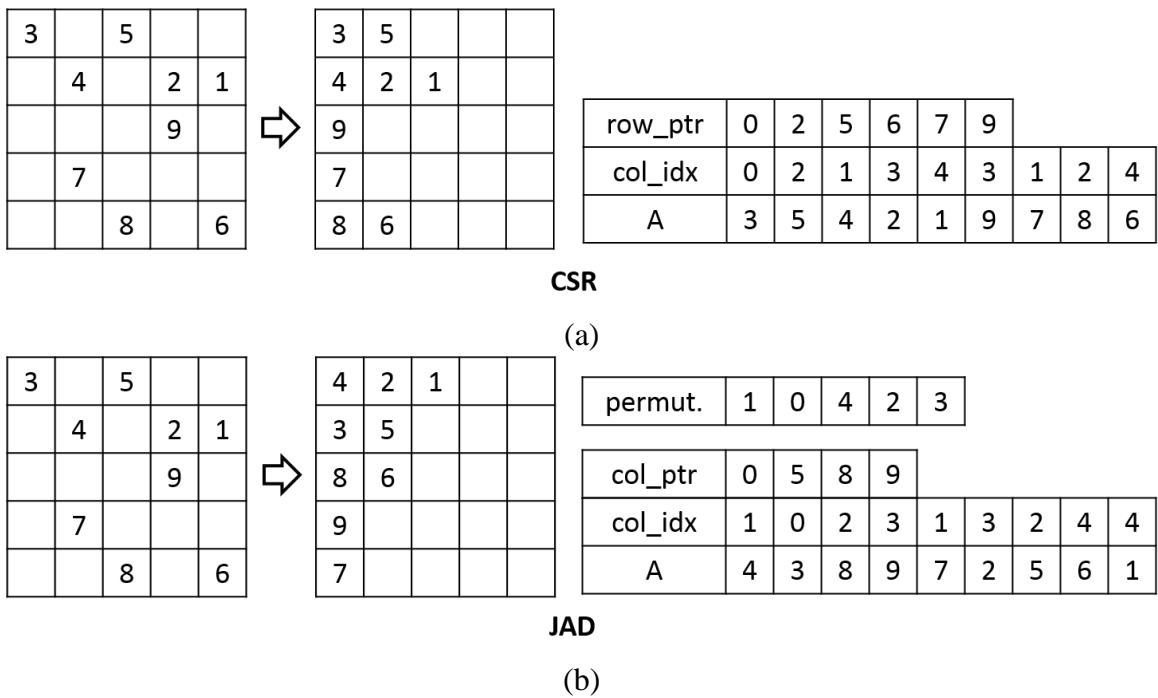 3 5
4 2 1
9
7
8 6
3 5
4 2 1
9
7
8 6
row_ptr 0 2 5 6 7 9
col_idx 0 2 1 3 4 3 1 2 4
A 3 5 4 2 1 9 7 8 6
CSR
(a)
3 5
4 2 1
9
7
8 6
4 2 1
3 5
8 6
9
7
permut. 1 0 4 2 3
col_ptr 0 5 8 9
col_idx 1 0 2 3 1 3 2 4 4
A 4 3 8 9 7 2 5 6 1
JAD
(b)